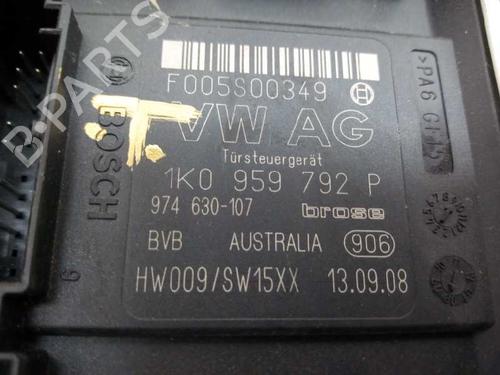 B-PARTS
F005S00349
VW AG
Türsteuergerät
1K0 959 792 P
974 630-107 brose
BVB AUSTRALIA 906
HW009/SW15XX 13.09.08
BOSCH
9